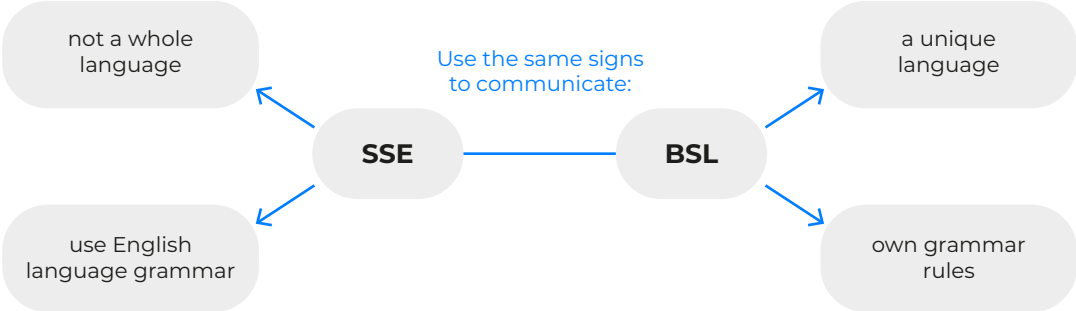 not a whole
language
Use the same signs
to communicate:
a unique
language
SSE
BSL
use English
language grammar
own grammar
rules